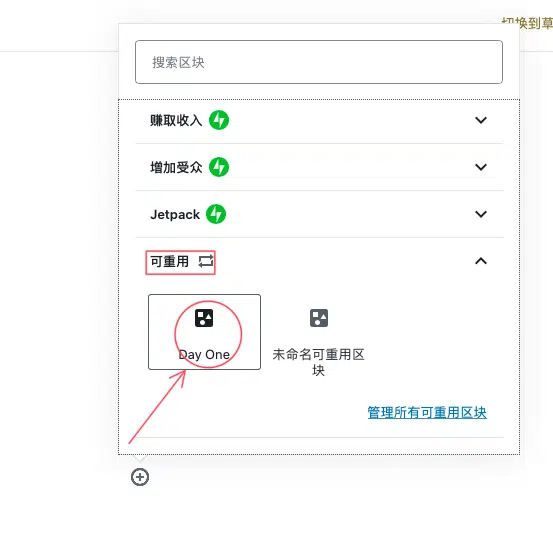 切换到草
搜索区块
赚取收入
增加受众
Jetpack
可重用
Day One
未命名可重用区
块
管理所有可重用区块